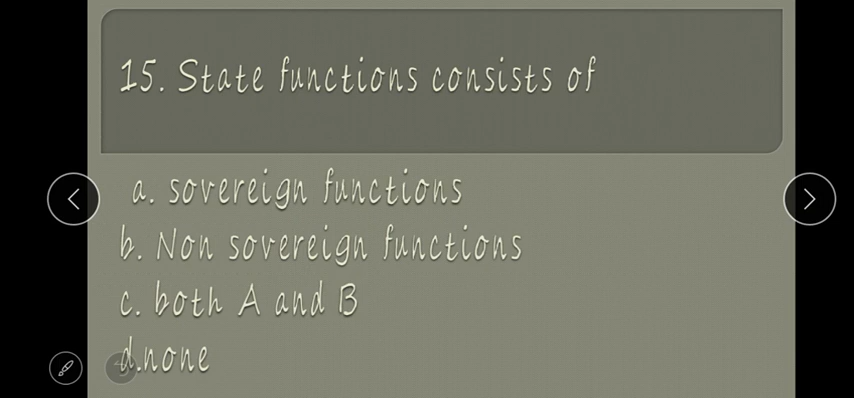 15. State functions consists of
a. sovereign functions
b. Non sovereign functions
c. both A and B
d.none